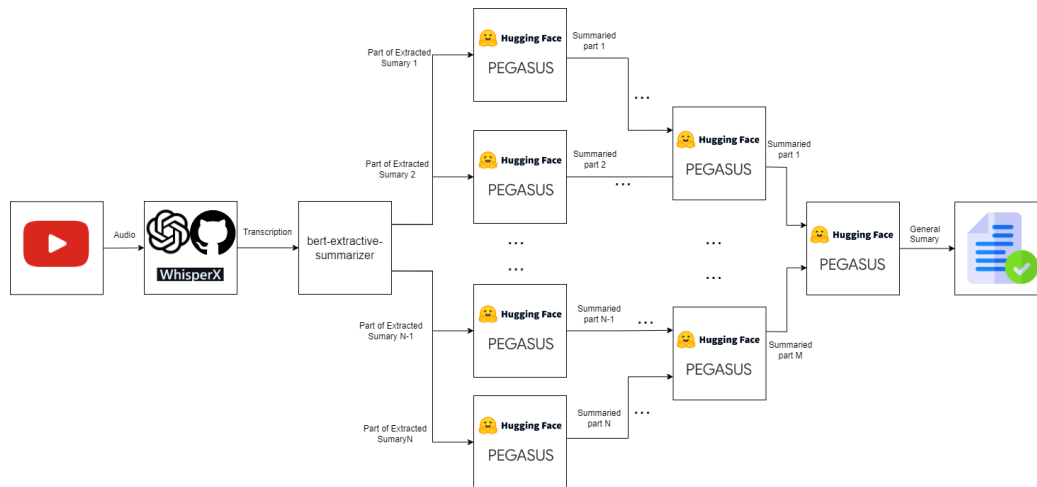 Hugging Face
PEGASUS
Part of Extracted
Sumary 1
Summaried
part 1
...
Hugging Face
PEGASUS
Part of Extracted
Sumary 2
Summaried
part 2
...
Hugging Face
PEGASUS
Summaried
part 1
Audio
WhisperX
Transcription
bert-extractive-
summarizer
...
...
...
...
Hugging Face
PEGASUS
General
Sumary
Part of Extracted
Sumary N-1
Hugging Face
PEGASUS
Summaried
part N-1
...
Hugging Face
PEGASUS
Summaried
part M
Part of Extracted
SumaryN
Hugging Face
PEGASUS
Summaried
part N
...